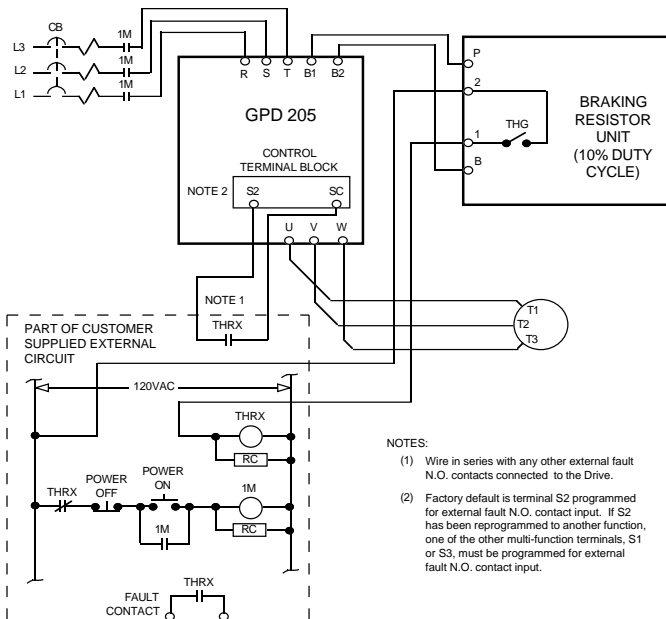 CB
L3
L2
L1
1M
1M
1M
R S T B1 B2
GPD 205
CONTROL
TERMINAL BLOCK
NOTE 2
S2 SC
U V W
P
2
1
B
THG
BRAKING
RESISTOR
UNIT
(10% DUTY
CYCLE)
NOTE 1
THRX
T1
T2
T3
PART OF CUSTOMER
SUPPLIED EXTERNAL
CIRCUIT
120VAC
THRX
RC
THRX
POWER
OFF
POWER
ON
1M
1M
RC
FAULT
CONTACT
THRX
NOTES:
(1) Wire in series with any other external fault
N.O. contacts connected to the Drive.
(2) Factory default is terminal S2 programmed
for external fault N.O. contact input. If S2
has been reprogrammed to another function,
one of the other multi-function terminals, S1
or S3, must be programmed for external
fault N.O. contact input.